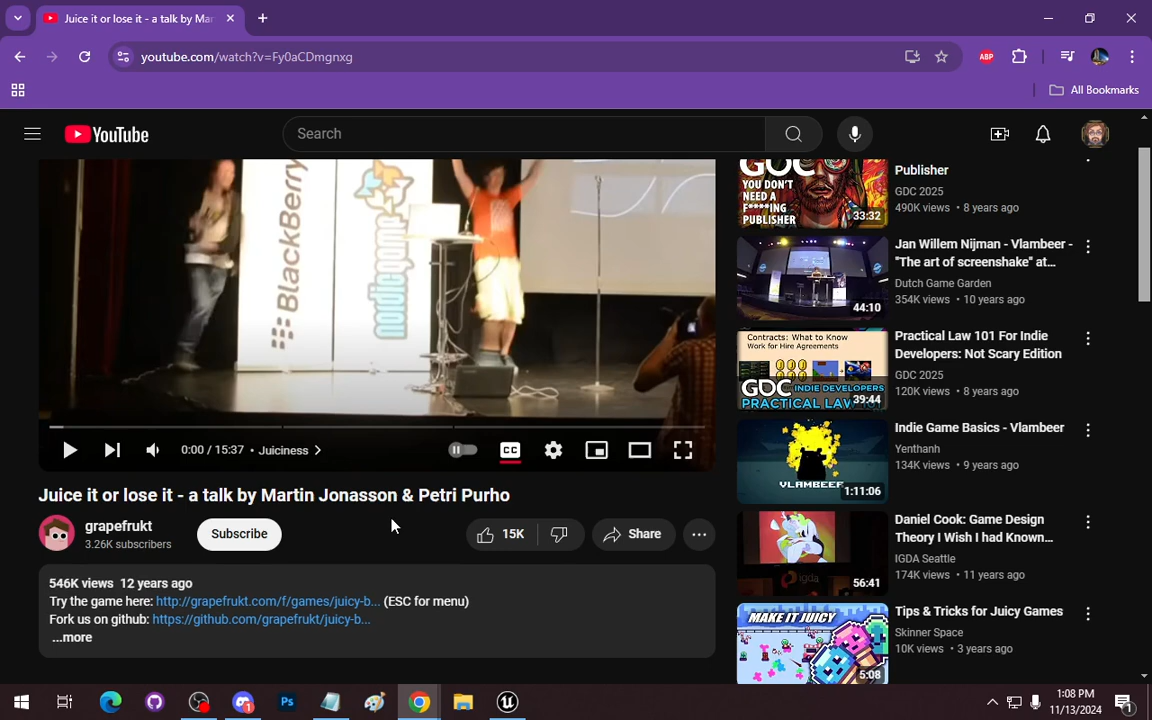 Juice it or lose it - a talk by Mar
youtube.com/watch?v=Fy0aCDmgnxg
ABP
All Bookmarks
YouTube
Search
BlackBerry
nordicgame
0:00 / 15:37 • Juiciness
CC
Juice it or lose it - a talk by Martin Jonasson & Petri Purho
grapefrukt
3.26K subscribers
Subscribe
15K
Share
546K views 12 years ago
Try the game here: http://grapefrukt.com/f/games/juicy-b... (ESC for menu)
Fork us on github: https://github.com/grapefrukt/juicy-b...
...more
GDC
YOU DON'T
NEED A
F****ING
PUBLISHER
33:32
Publisher
GDC 2025
490K views • 8 years ago
44:10
Jan Willem Nijman - Vlambeer -
"The art of screenshake" at...
Dutch Game Garden
354K views • 10 years ago
Contracts: What to Know
Work for Hire Agreements
GDC INDIE DEVELOPERS
PRACTICAL LAW 101
39:44
Practical Law 101 For Indie
Developers: Not Scary Edition
GDC 2025
120K views • 8 years ago
VLAMBEER
1:11:06
Indie Game Basics - Vlambeer
Yenthanh
134K views • 9 years ago
56:41
Daniel Cook: Game Design
Theory I Wish I had Known...
IGDA Seattle
174K views • 11 years ago
MAKE IT JUICY
5:08
Tips & Tricks for Juicy Games
Skinner Space
10K views • 3 years ago
Ps
1:08 PM
11/13/2024
1